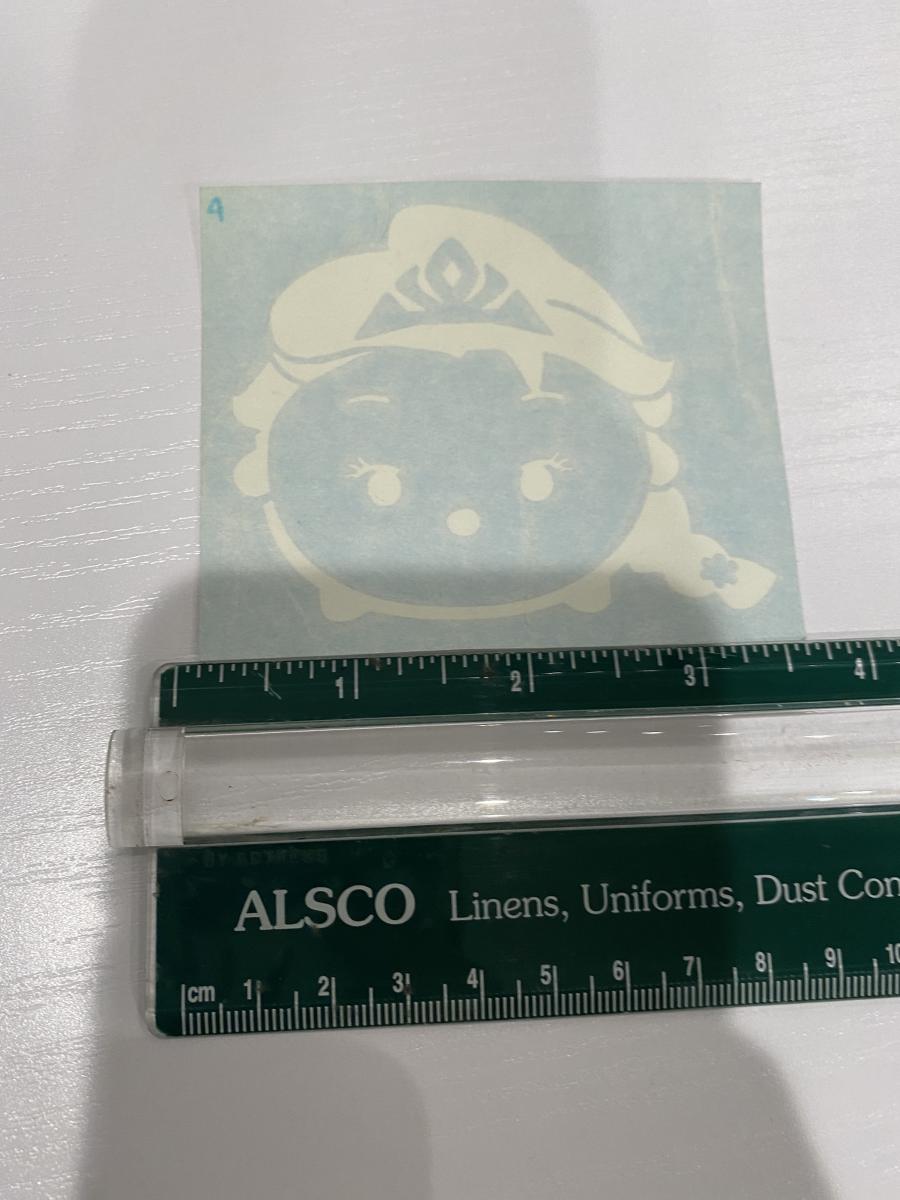 4
1 2 3 4
ALSCO Linens, Uniforms, Dust Con
cm 1 2 3 4 5 6 7 8 9 10